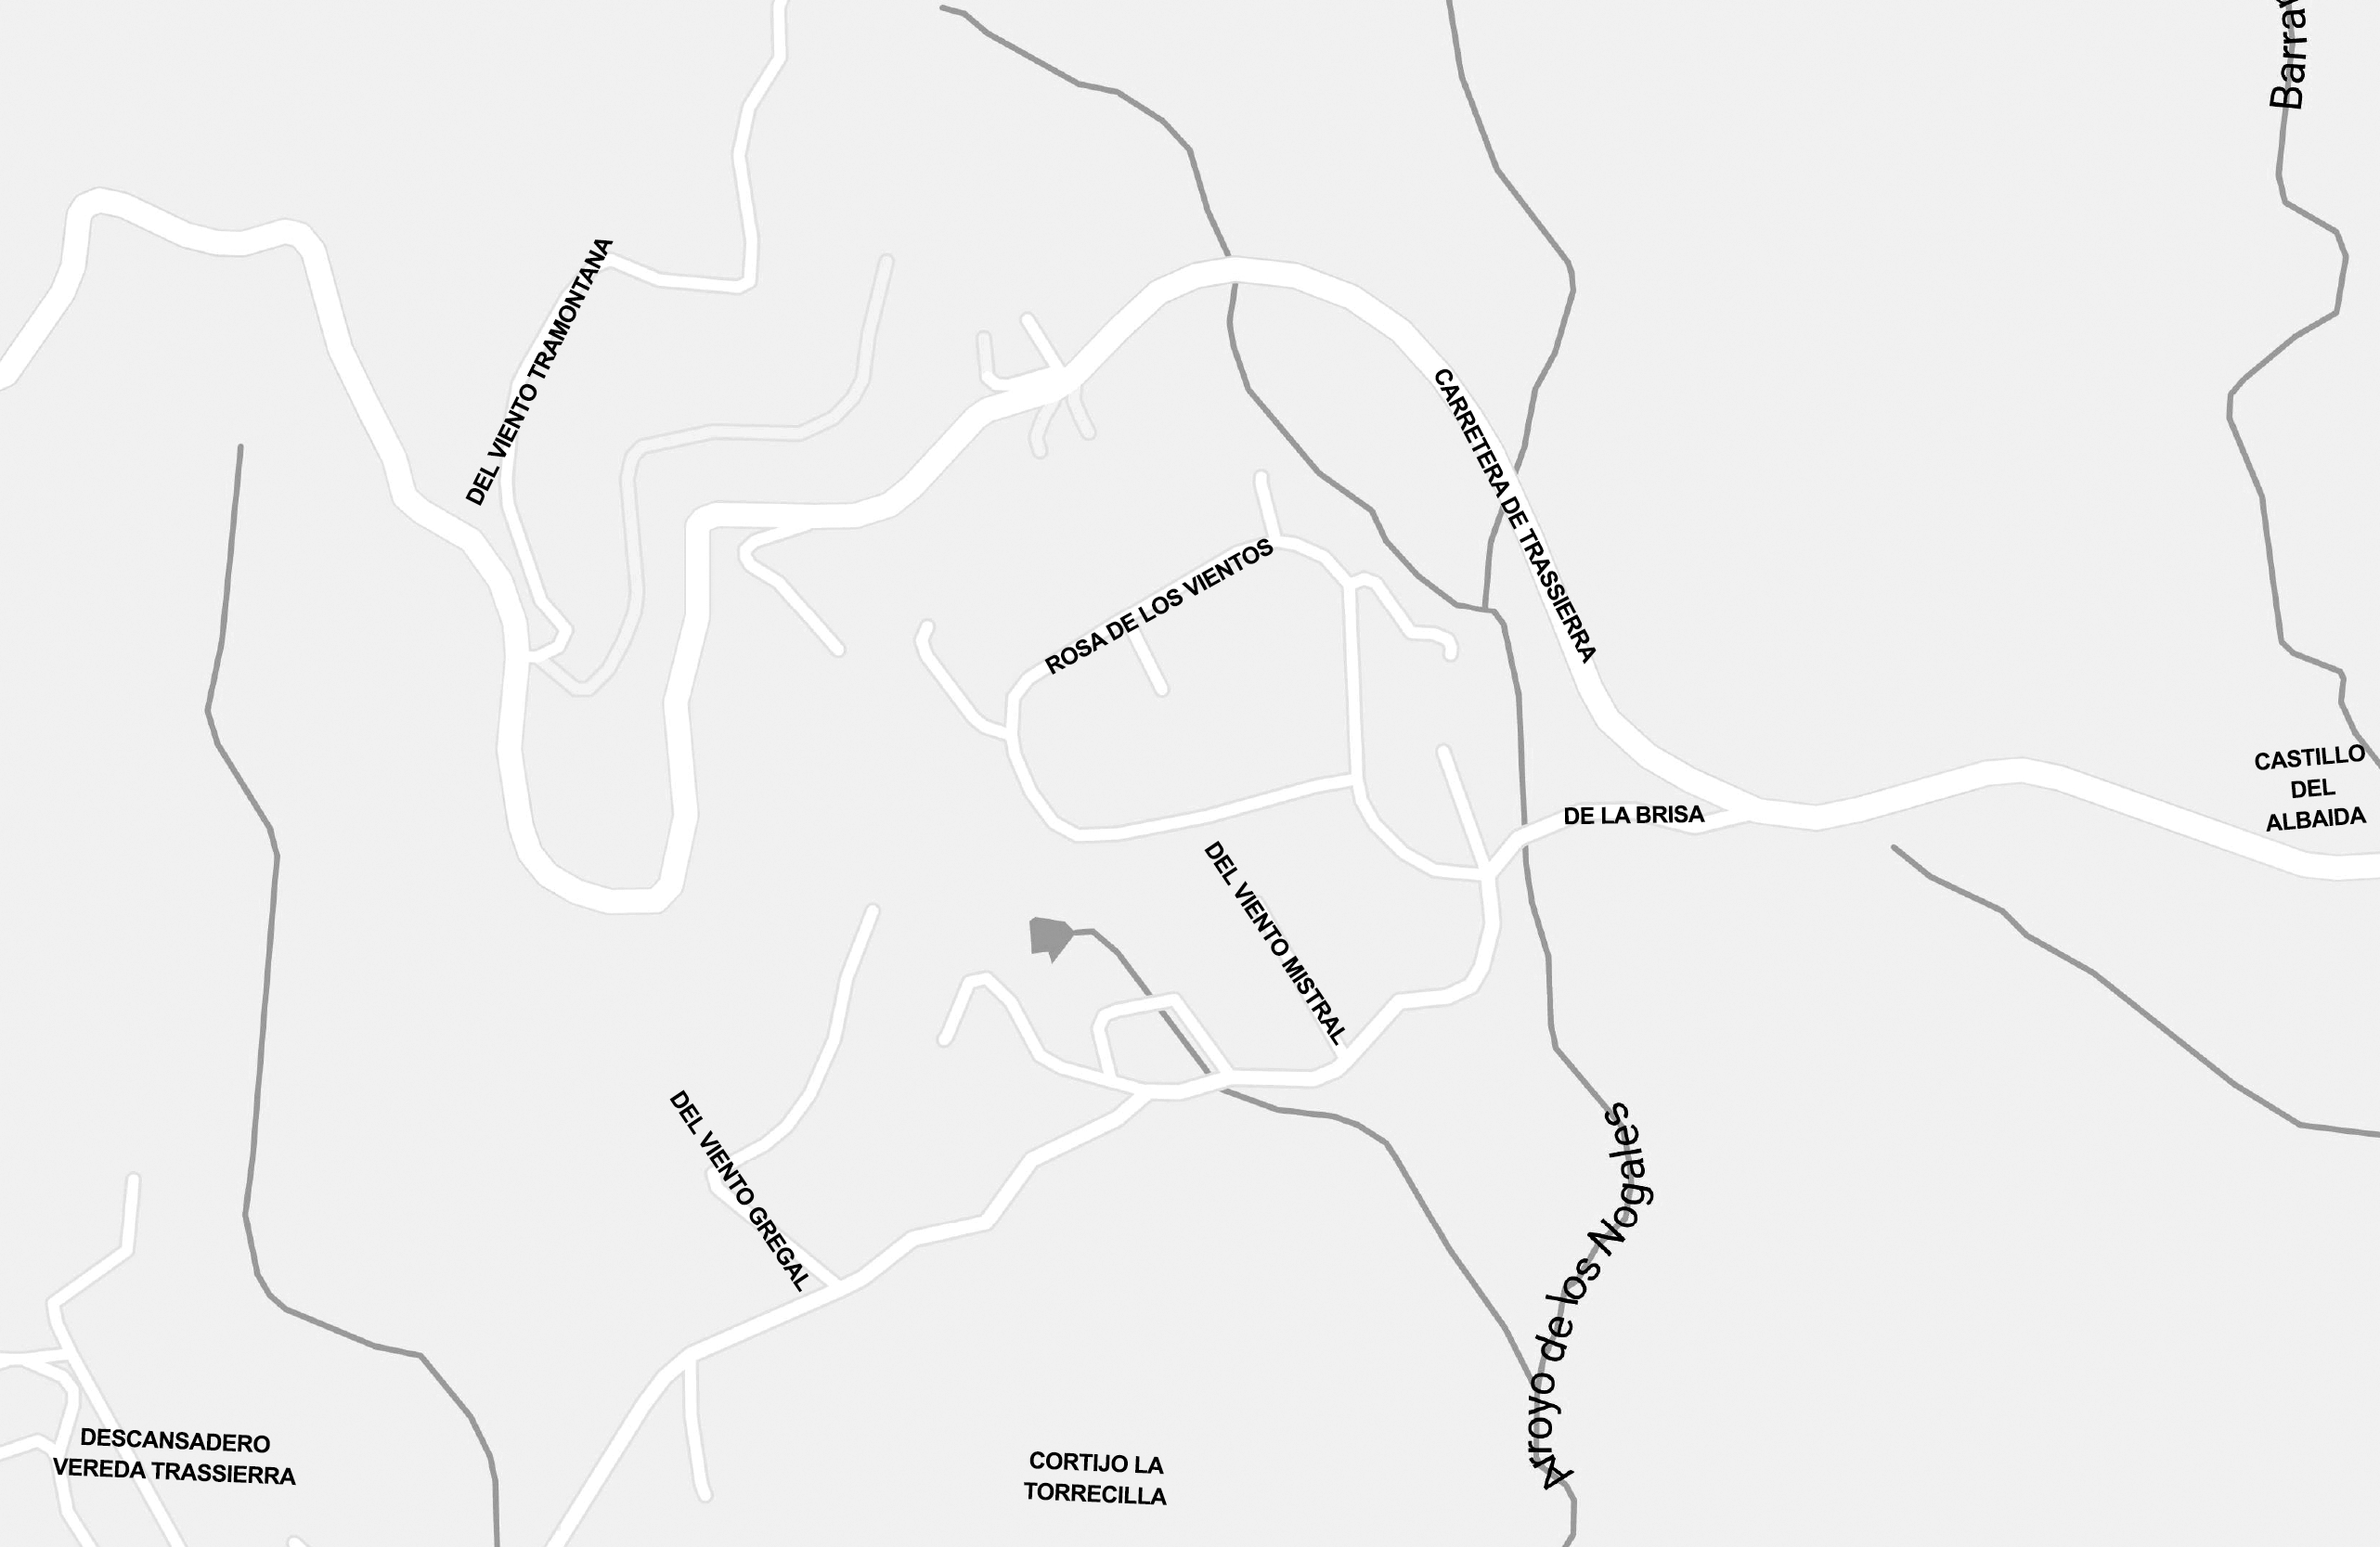 Barra
DEL VIENTO TRAMONTANA
CARRETERA DE TRASSIERRA
ROSA DE LOS VIENTOS
CASTILLO
DEL
ALBAIDA
DE LA BRISA
DEL VIENTO MISTRAL
DEL VIENTO GREGAL
Arroyo de los Nogales
DESCANSADERO
VEREDA TRASSIERRA
CORTIJO LA
TORRECILLA